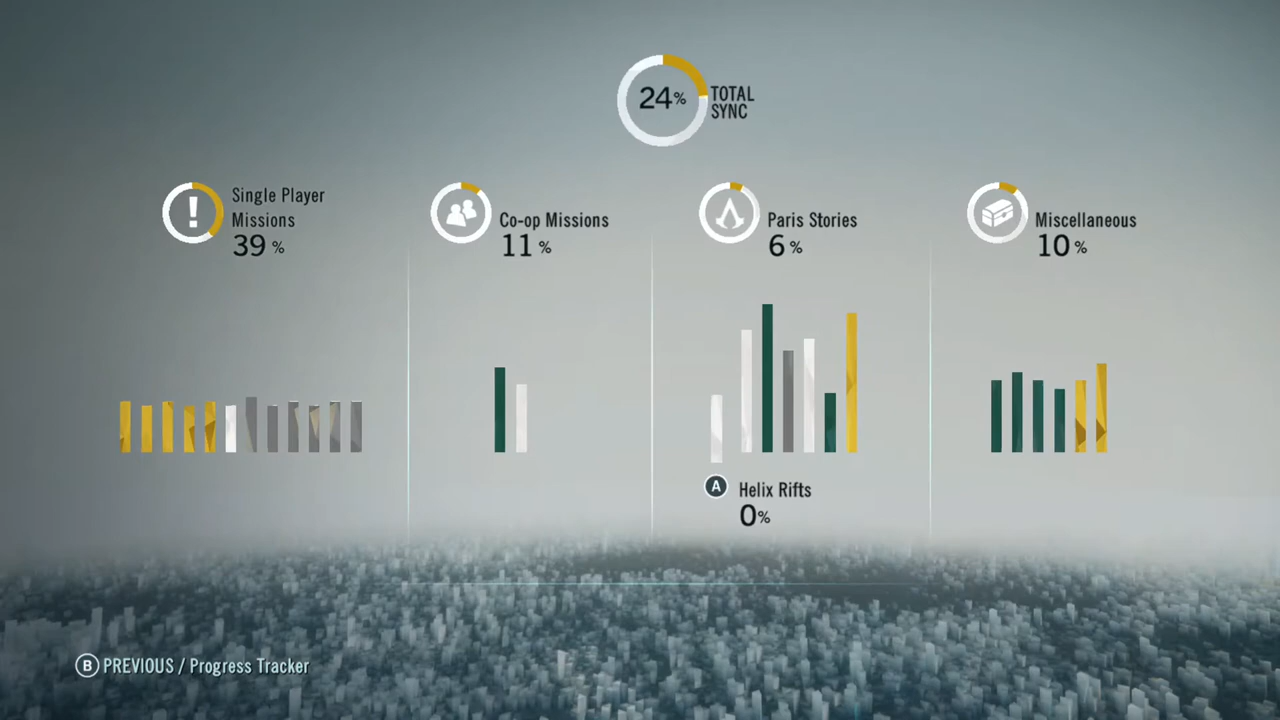 24%
TOTAL
SYNC
Single Player
Missions
39 %
Co-op Missions
11 %
Paris Stories
6 %
Miscellaneous
10 %
A Helix Rifts
0%
B PREVIOUS / Progress Tracker